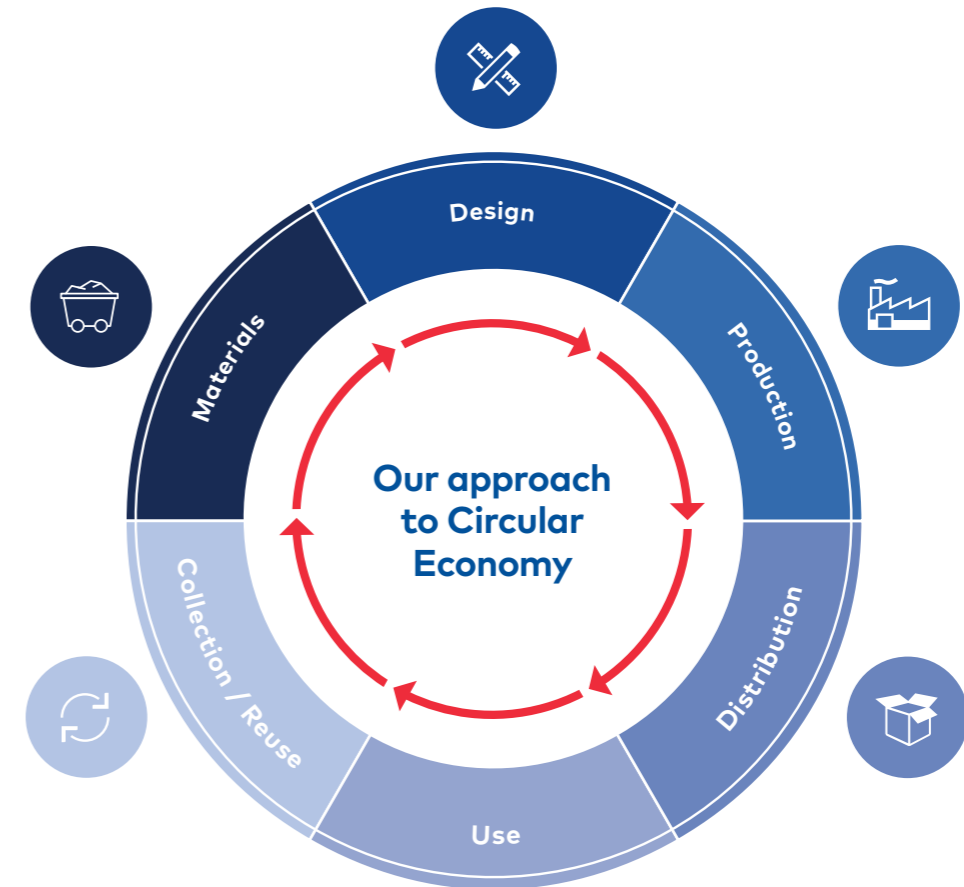 Design
Production
Distribution
Use
Collection / Reuse
Materials
Our approach
to Circular
Economy